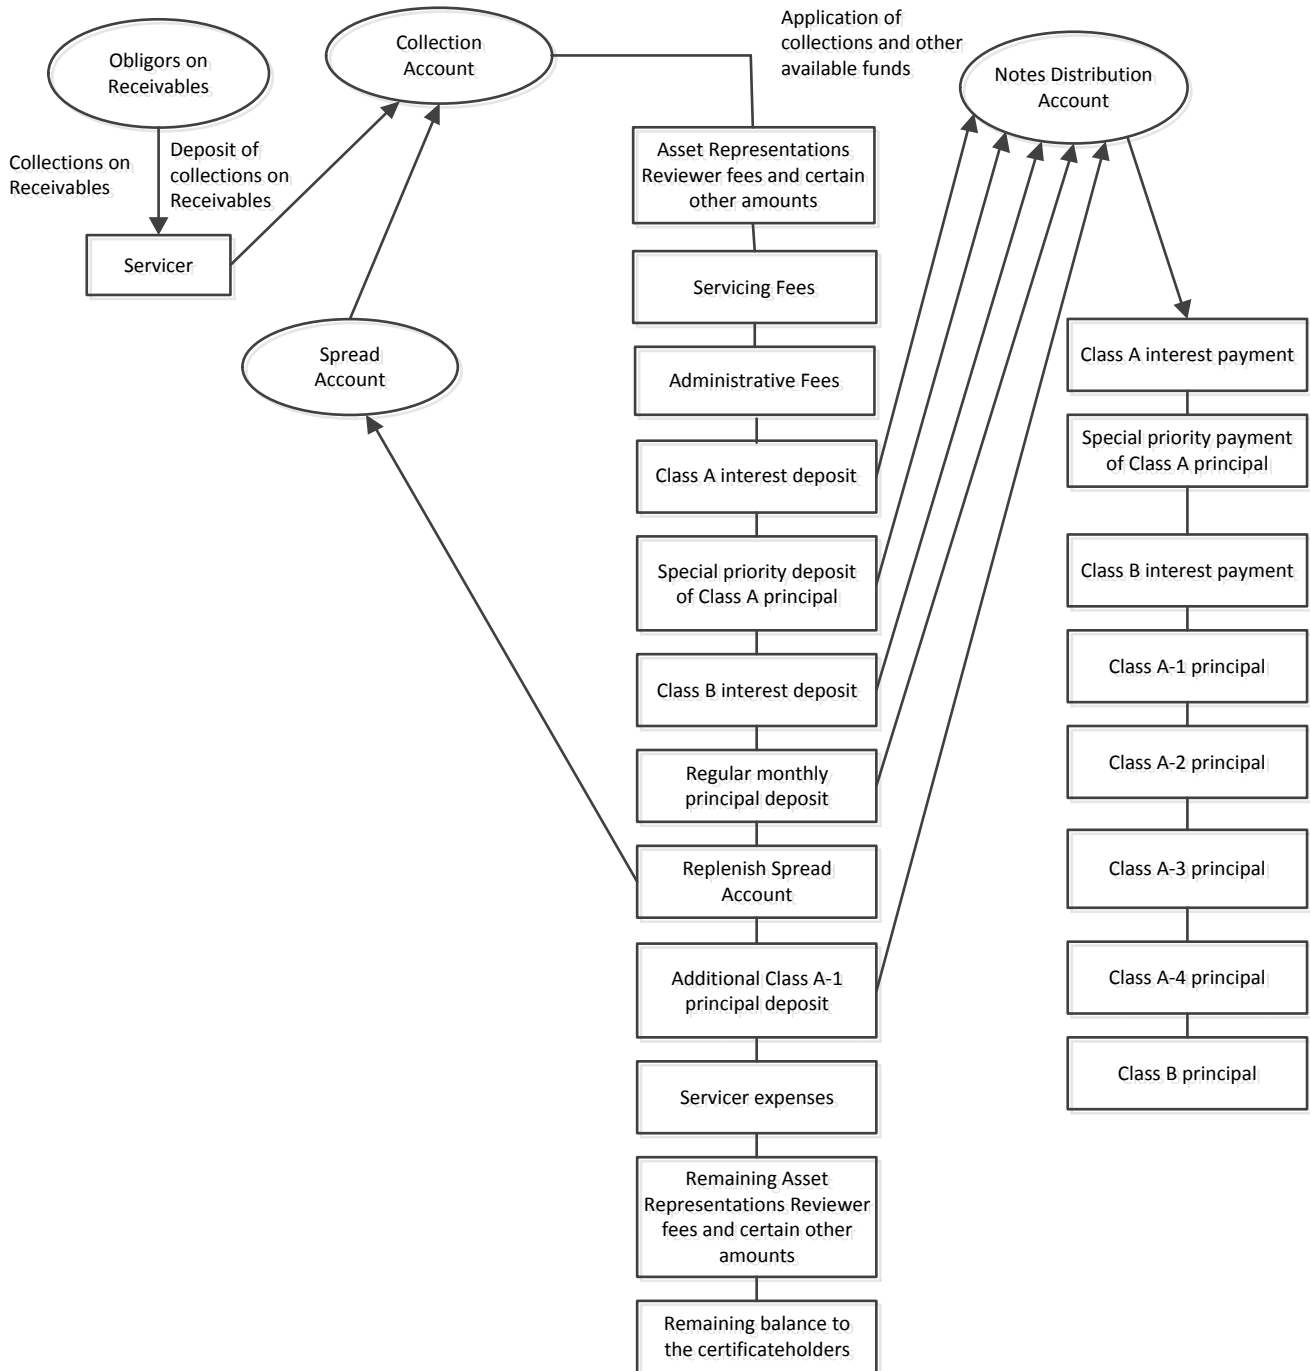 Obligors on
Receivables
Collections on
Receivables
Deposit of
collections on
Receivables
Servicer
Collection
Account
Spread
Account
Application of
collections and other
available funds
Asset Representations
Reviewer fees and certain
other amounts
Servicing Fees
Administrative Fees
Class A interest deposit
Special priority deposit
of Class A principal
Class B interest deposit
Regular monthly
principal deposit
Replenish Spread
Account
Additional Class A-1
principal deposit
Servicer expenses
Remaining Asset
Representations Reviewer
fees and certain other
amounts
Remaining balance to
the certificateholders
Notes Distribution
Account
Class A interest payment
Special priority payment
of Class A principal
Class B interest payment
Class A-1 principal
Class A-2 principal
Class A-3 principal
Class A-4 principal
Class B principal